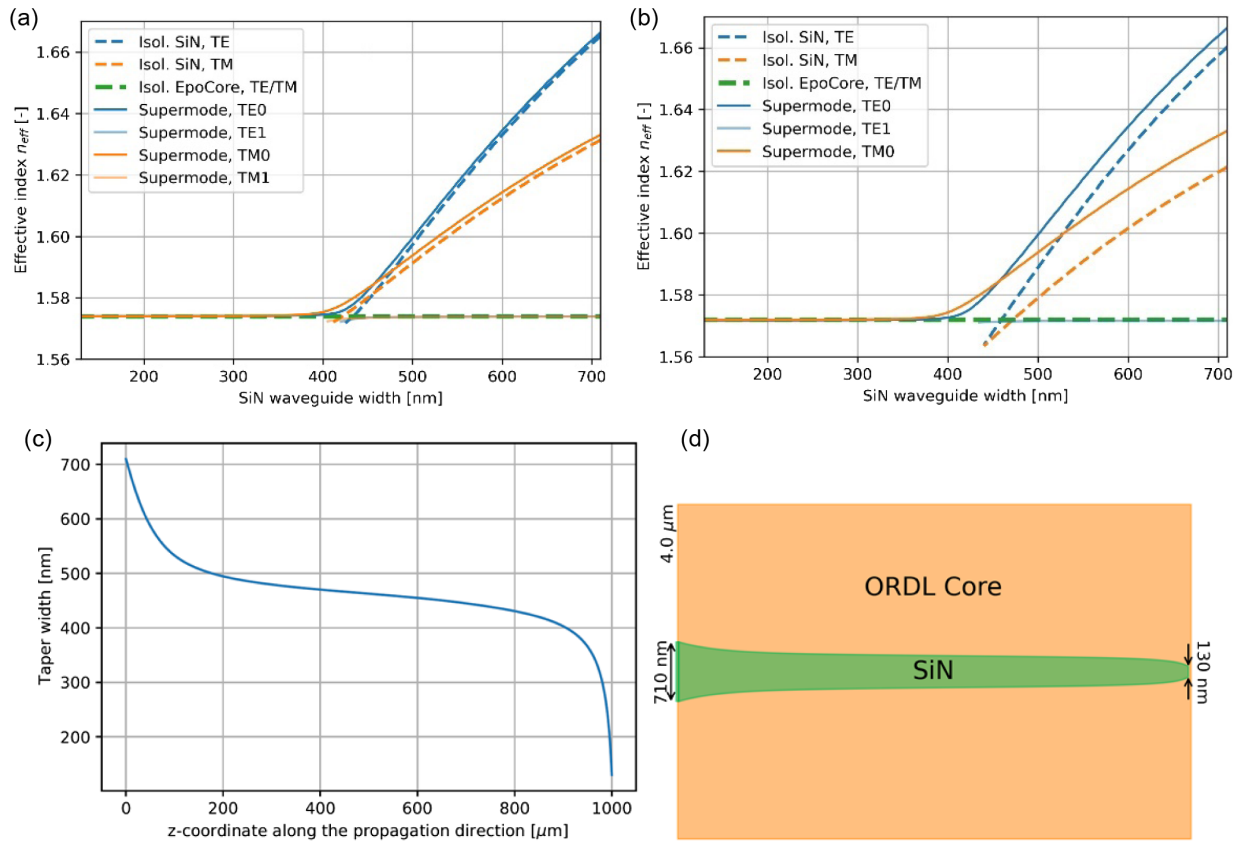 (a)
Effective index n_eff [-]
1.66
1.64
1.62
1.60
1.58
1.56
Isol. SiN, TE
Isol. SiN, TM
Isol. EpoCore, TE/TM
Supermode, TE0
Supermode, TE1
Supermode, TM0
Supermode, TM1
200 300 400 500 600 700
SiN waveguide width [nm]
(b)
Effective index n_eff [-]
1.66
1.64
1.62
1.60
1.58
1.56
Isol. SiN, TE
Isol. SiN, TM
Isol. EpoCore, TE/TM
Supermode, TE0
Supermode, TE1
Supermode, TM0
200 300 400 500 600 700
SiN waveguide width [nm]
(c)
Taper width [nm]
700
600
500
400
300
200
0 200 400 600 800 1000
z-coordinate along the propagation direction [μm]
(d)
4.0 μm
ORDL Core
710 nm
SiN
130 nm